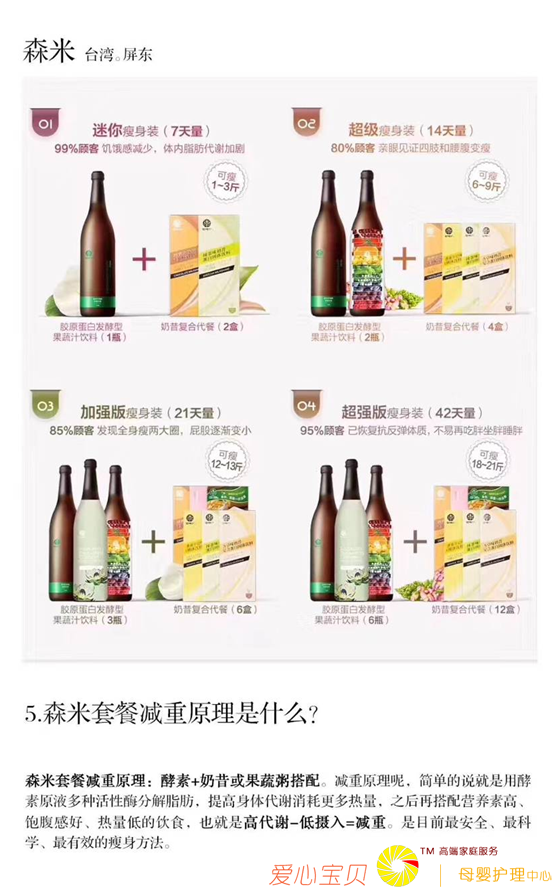 森米 台湾。屏东
01
迷你瘦身装（7天量）
99%顾客 饥饿感减少，体内脂肪代谢加剧
可瘦
1~3斤
胶原蛋白发酵型
果蔬汁饮料（1瓶）
奶昔复合代餐（2盒）
02
超级瘦身装（14天量）
80%顾客 亲眼见证四肢和腰腹变瘦
可瘦
6~9斤
胶原蛋白发酵型
果蔬汁饮料（2瓶）
奶昔复合代餐（4盒）
03
加强版瘦身装（21天量）
85%顾客 发现全身瘦两大圈，屁股逐渐变小
可瘦
12~13斤
胶原蛋白发酵型
果蔬汁饮料（3瓶）
奶昔复合代餐（6盒）
04
超强版瘦身装（42天量）
95%顾客 已恢复抗反弹体质，不易再吃胖坐胖睡胖
可瘦
18~21斤
胶原蛋白发酵型
果蔬汁饮料（6瓶）
奶昔复合代餐（12盒）
5.森米套餐减重原理是什么？
森米套餐减重原理：酵素+奶昔或果蔬粥搭配。减重原理呢，简单的说就是用酵
素原液多种活性酶分解脂肪，提高身体代谢消耗更多热量，之后再搭配营养素高、
饱腹感好、热量低的饮食，也就是高代谢-低摄入=减重。是目前最安全、最科
学、最有效的瘦身方法。
爱心宝贝
TM 高端家庭服务
母婴护理中心